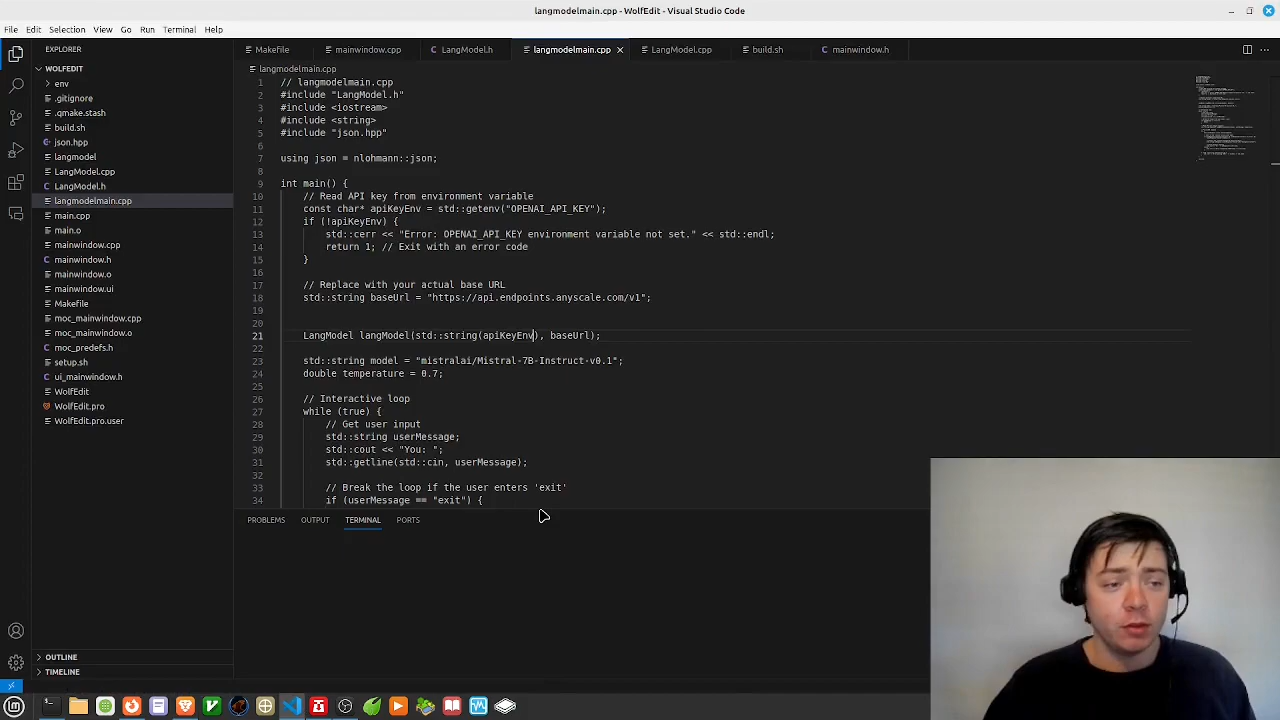 langmodelmain.cpp - WolfEdit - Visual Studio Code
File Edit Selection View Go Run Terminal Help
EXPLORER
WOLFEDIT
env
.gitignore
.qmake.stash
build.sh
json.hpp
langmodel
LangModel.cpp
LangModel.h
langmodelmain.cpp
main.cpp
main.o
mainwindow.cpp
mainwindow.h
mainwindow.o
mainwindow.ui
Makefile
moc_mainwindow.cpp
moc_mainwindow.o
moc_predefs.h
setup.sh
ui_mainwindow.h
WolfEdit
WolfEdit.pro
WolfEdit.pro.user
OUTLINE
TIMELINE
Makefile mainwindow.cpp LangModel.h langmodelmain.cpp LangModel.cpp build.sh mainwindow.h
langmodelmain.cpp
1 // langmodelmain.cpp
2 #include "LangModel.h"
3 #include <iostream>
4 #include <string>
5 #include "json.hpp"
6
7 using json = nlohmann::json;
8
9 int main() {
10 // Read API key from environment variable
11 const char* apiKeyEnv = std::getenv("OPENAI_API_KEY");
12 if (!apiKeyEnv) {
13 std::cerr << "Error: OPENAI_API_KEY environment variable not set." << std::endl;
14 return 1; // Exit with an error code
15 }
16
17 // Replace with your actual base URL
18 std::string baseUrl = "https://api.endpoints.anyscale.com/v1";
19
20
21 LangModel langModel(std::string(apiKeyEnv), baseUrl);
22
23 std::string model = "mistralai/Mistral-7B-Instruct-v0.1";
24 double temperature = 0.7;
25
26 // Interactive loop
27 while (true) {
28 // Get user input
29 std::string userMessage;
30 std::cout << "You: ";
31 std::getline(std::cin, userMessage);
32
33 // Break the loop if the user enters 'exit'
34 if (userMessage == "exit") {
PROBLEMS OUTPUT TERMINAL PORTS